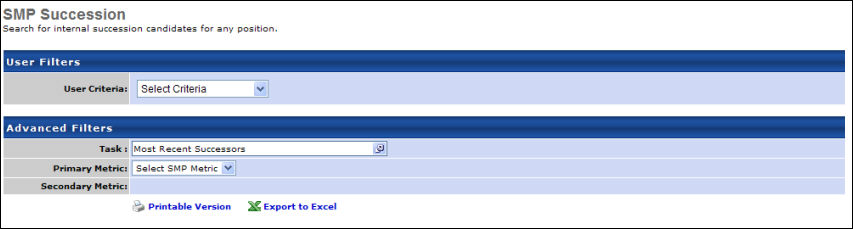 SMP Succession
Search for internal succession candidates for any position.
User Filters
User Criteria: Select Criteria
Advanced Filters
Task : Most Recent Successors
Primary Metric: Select SMP Metric
Secondary Metric:
Printable Version Export to Excel